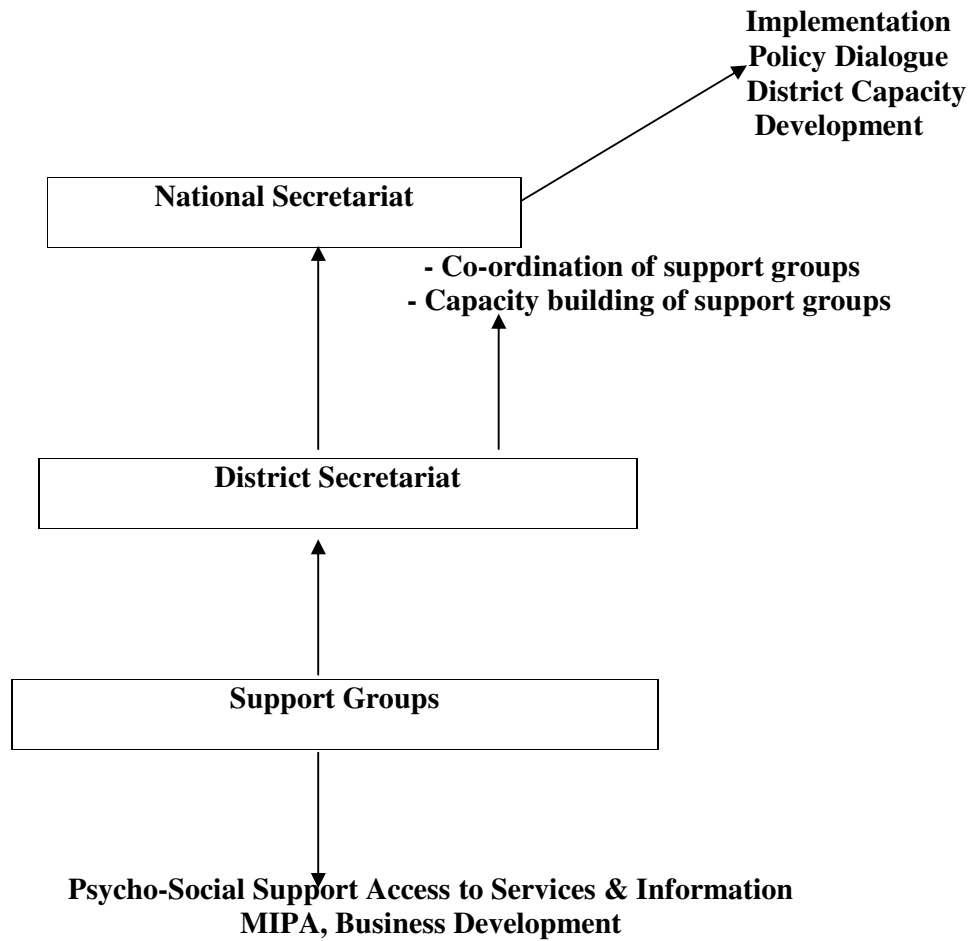 Implementation
Policy Dialogue
District Capacity
Development
National Secretariat
- Co-ordination of support groups
- Capacity building of support groups
District Secretariat
Support Groups
Psycho-Social Support Access to Services & Information
MIPA, Business Development